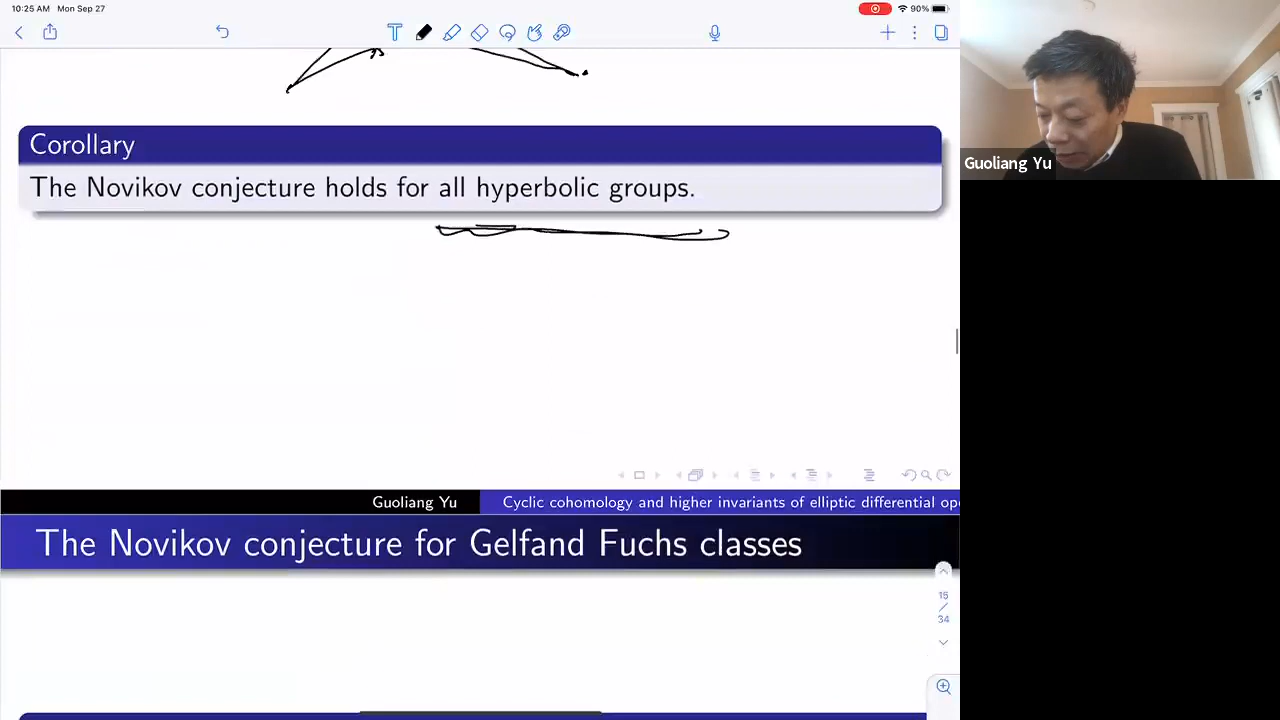 10:25 AM Mon Sep 27
90%
T
Corollary
The Novikov conjecture holds for all hyperbolic groups.
Guoliang Yu
Guoliang Yu Cyclic cohomology and higher invariants of elliptic differential op
The Novikov conjecture for Gelfand Fuchs classes
15
/
34